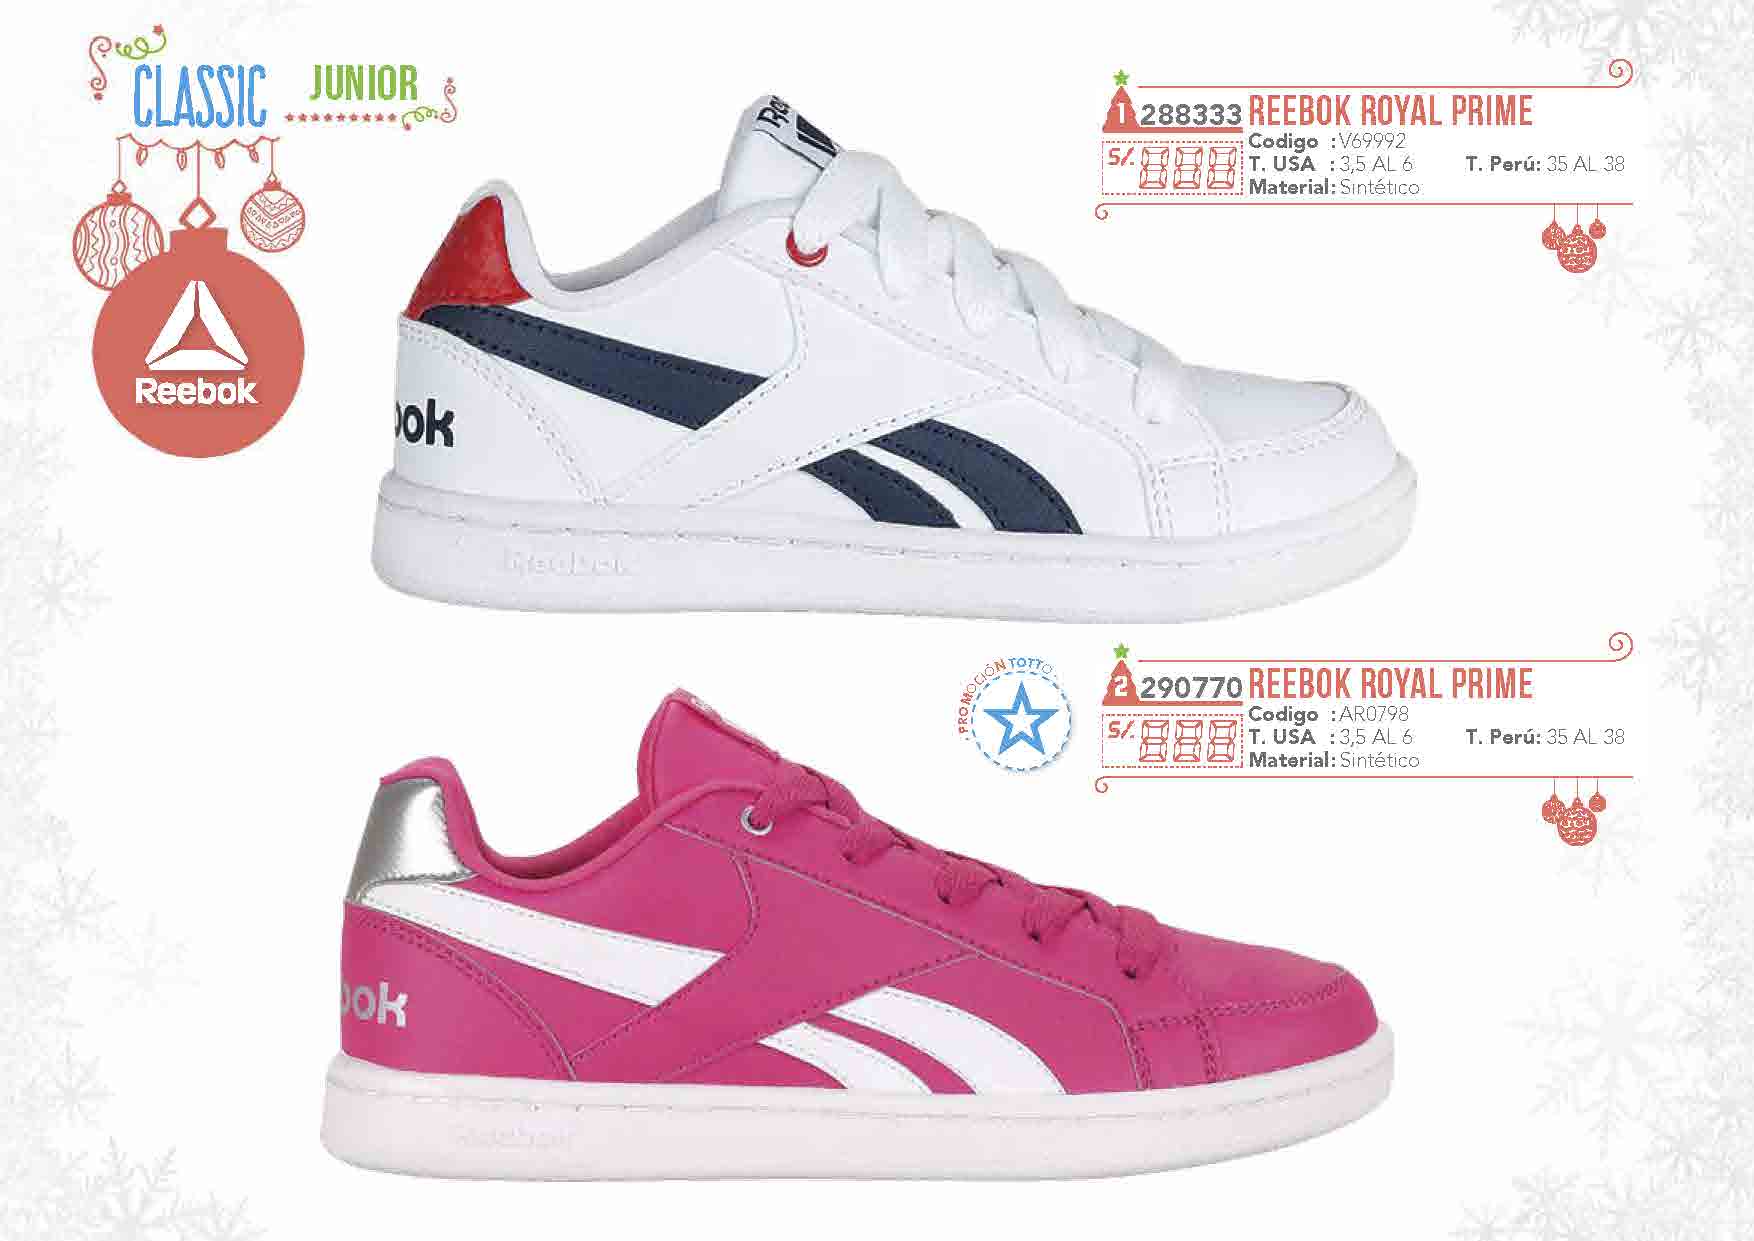 CLASSIC JUNIOR
Reebok
1 288333 REEBOK ROYAL PRIME
Codigo : V69992
S/. T. USA : 3,5 AL 6 T. Perú: 35 AL 38
Material: Sintético
ook
Reebok
PROMOCIÓN TOTTO
2 290770 REEBOK ROYAL PRIME
Codigo : AR0798
S/. T. USA : 3,5 AL 6 T. Perú: 35 AL 38
Material: Sintético
ook
Reebok